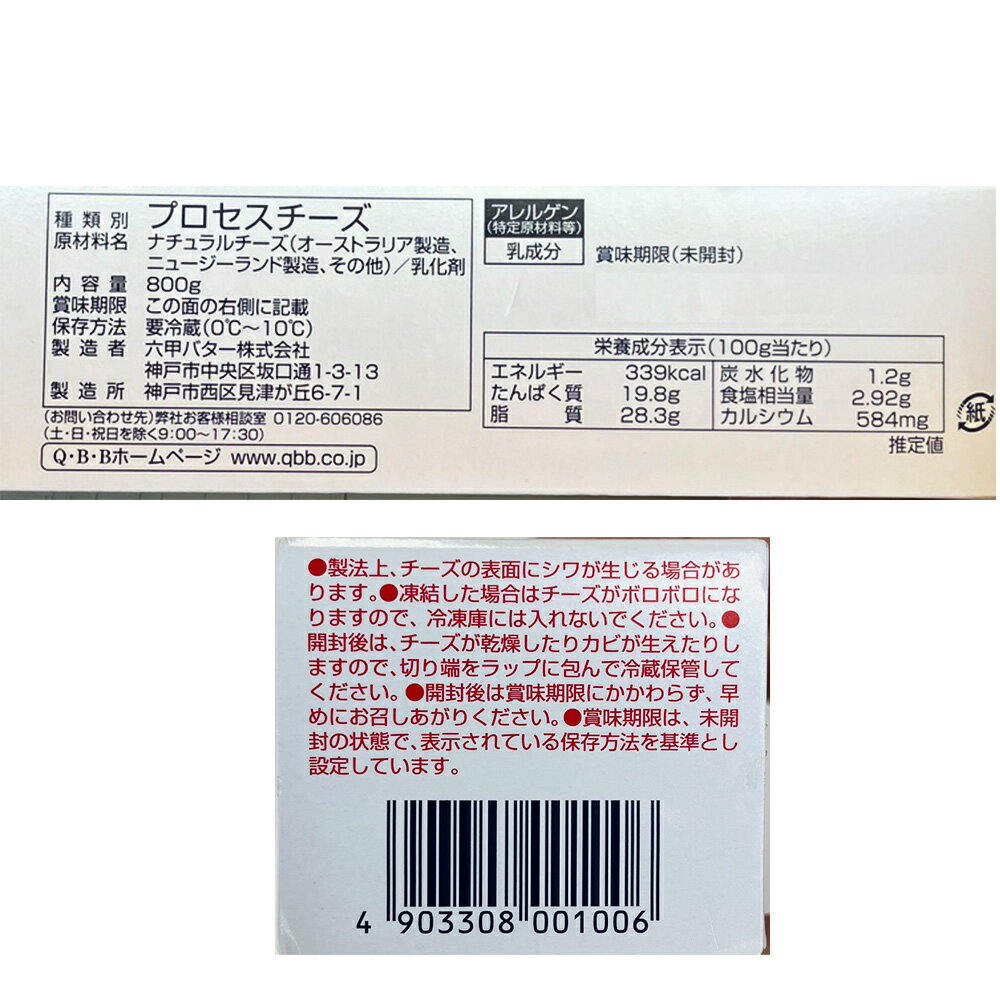 種類別 プロセスチーズ
原材料名 ナチュラルチーズ(オーストラリア製造、
ニュージーランド製造、その他)/乳化剤
内容量 800g
賞味期限 この面の右側に記載
保存方法 要冷蔵(0℃~10℃)
製造者 六甲バター株式会社
神戸市中央区坂口通1-3-13
製造所 神戸市西区見津が丘6-7-1
(お問い合わせ先)弊社お客様相談室 0120-606086
(土・日・祝日を除く9:00~17:30)
Q・B・Bホームページ www.qbb.co.jp
アレルゲン
(特定原材料等)
乳成分
賞味期限(未開封)
栄養成分表示(100g当たり)
エネルギー 339kcal 炭水化物 1.2g
たんぱく質 19.8g 食塩相当量 2.92g
脂質 28.3g カルシウム 584mg
推定値
紙
●製法上、チーズの表面にシワが生じる場合があ
ります。●凍結した場合はチーズがボロボロにな
りますので、冷凍庫には入れないでください。●
開封後は、チーズが乾燥したりカビが生えたりし
ますので、切り端をラップに包んで冷蔵保管して
ください。●開封後は賞味期限にかかわらず、早
めにお召しあがりください。●賞味期限は、未開
封の状態で、表示されている保存方法を基準とし
設定しています。
4 903308 001006